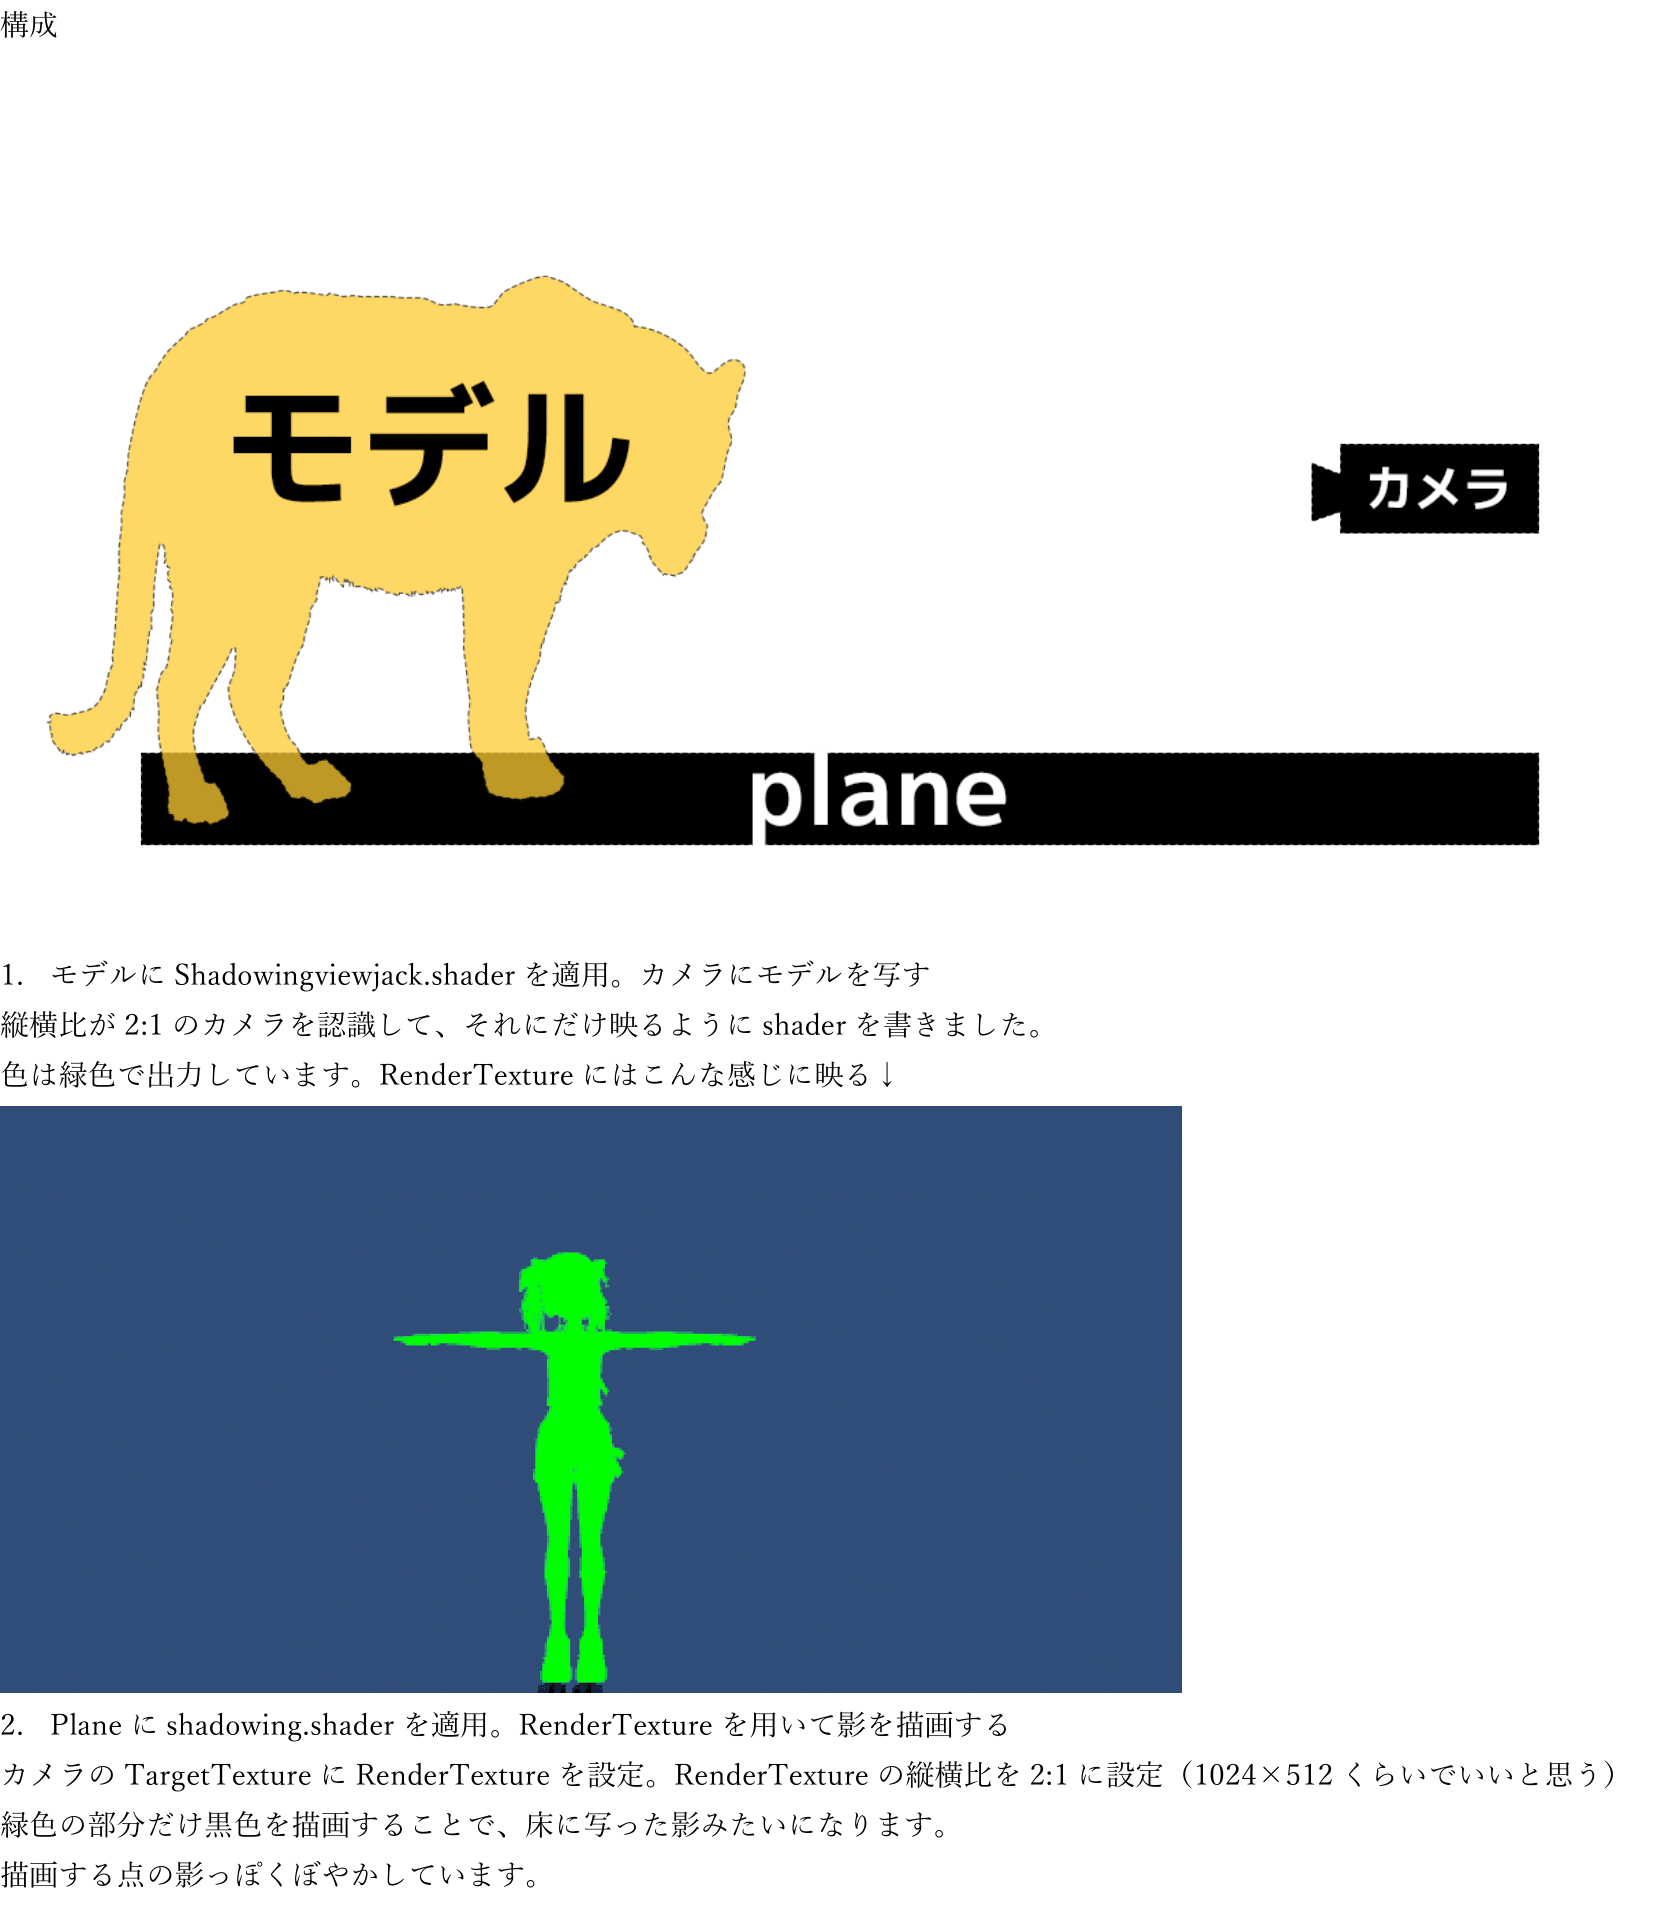 構成
モデル
カメラ
plane
1. モデルに Shadowingviewjack.shader を適用。カメラにモデルを写す
縦横比が 2:1 のカメラを認識して、それにだけ映るように shader を書きました。
色は緑色で出力しています。RenderTexture にはこんな感じに映る↓
2. Plane に shadowing.shader を適用。RenderTexture を用いて影を描画する
カメラの TargetTexture に RenderTexture を設定。RenderTexture の縦横比を 2:1 に設定（1024×512 くらいでいいと思う）
緑色の部分だけ黒色を描画することで、床に写った影みたいになります。
描画する点の影っぽくぼやかしています。